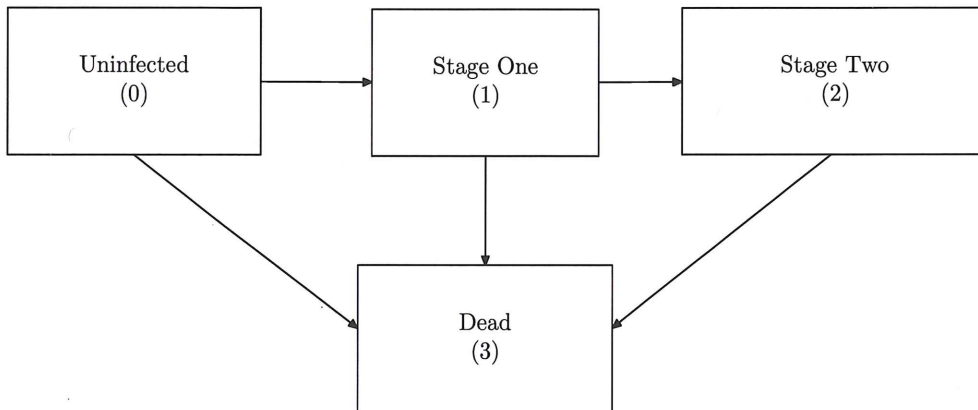 Uninfected
(0)
Stage One
(1)
Stage Two
(2)
Dead
(3)